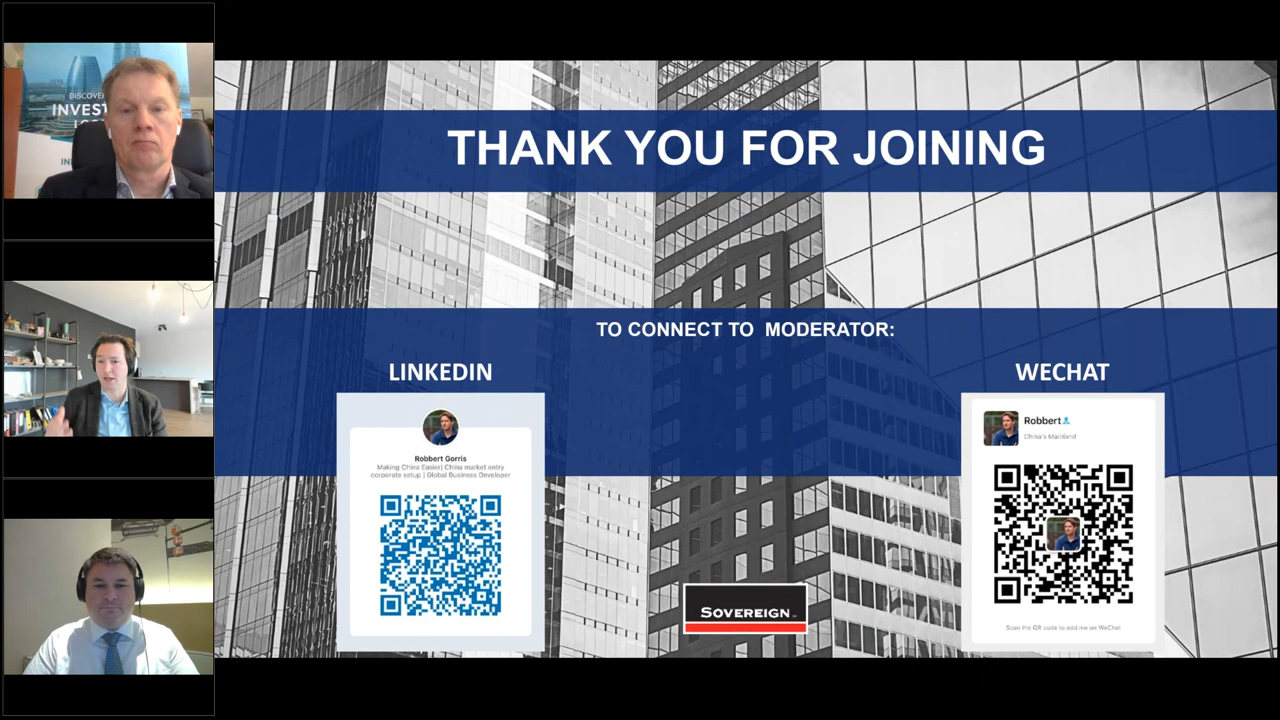 DISCOVER
INVEST
THANK YOU FOR JOINING
TO CONNECT TO MODERATOR:
LINKEDIN
Robbert Gorris
Making China Easier| China market entry
corporate setup | Global Business Developer
WECHAT
Robbert
China's Mainland
Scan the QR code to add me on WeChat
SOVEREIGN